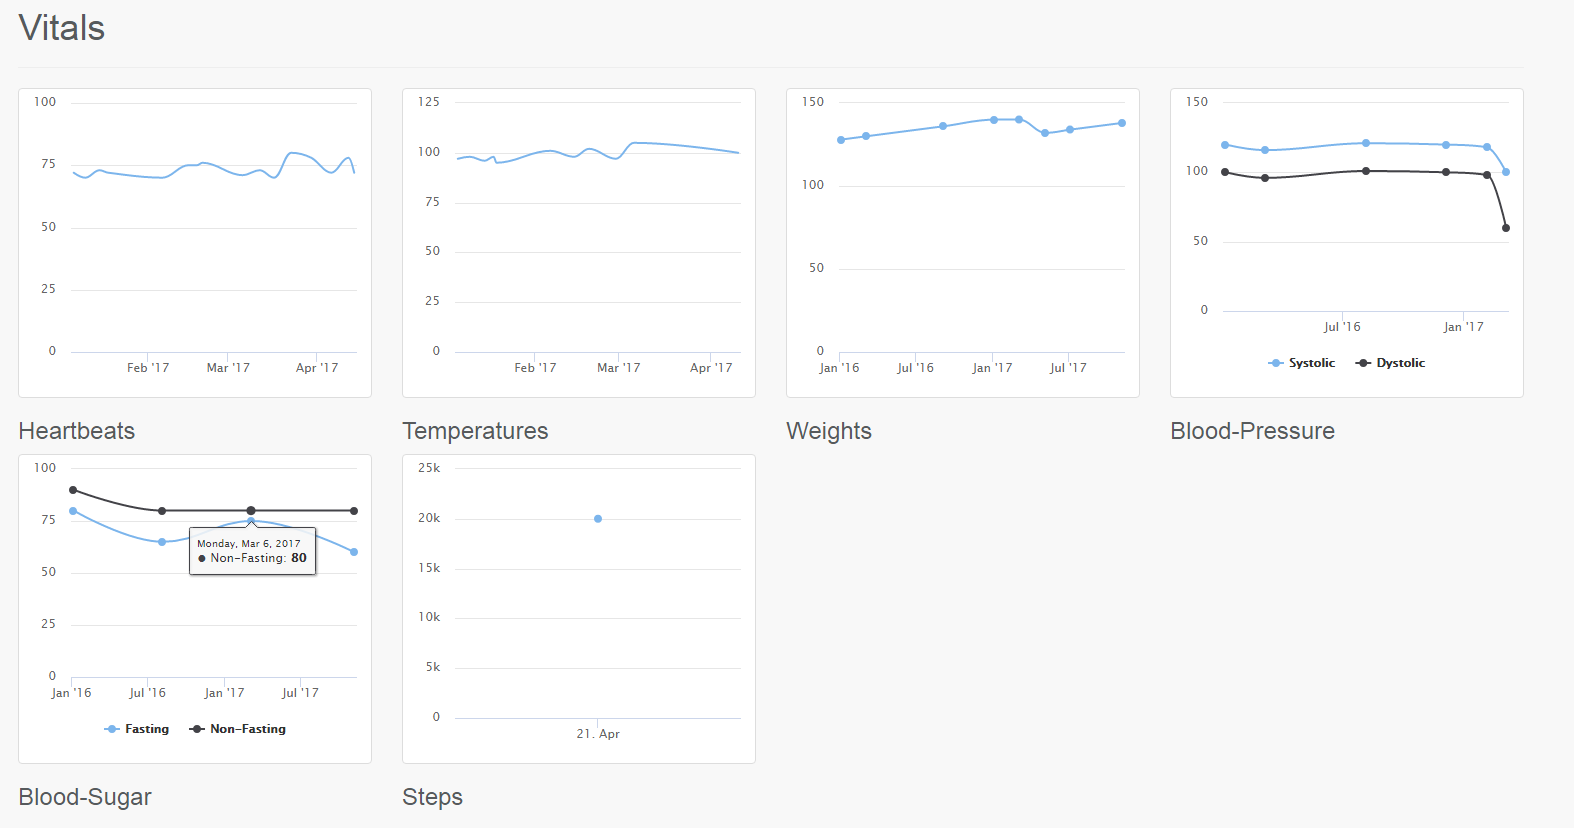 Vitals
100
75
50
25
0
Feb '17 Mar '17 Apr '17
Heartbeats
125
100
75
50
25
0
Feb '17 Mar '17 Apr '17
Temperatures
150
100
50
0
Jan '16 Jul '16 Jan '17 Jul '17
Weights
150
100
50
0
Jul '16 Jan '17
Systolic Dystolic
Blood-Pressure
100
75
50
25
0
Monday, Mar 6, 2017
● Non-Fasting: 80
Jan '16 Jul '16 Jan '17 Jul '17
Fasting Non-Fasting
Blood-Sugar
25k
20k
15k
10k
5k
0
21. Apr
Steps